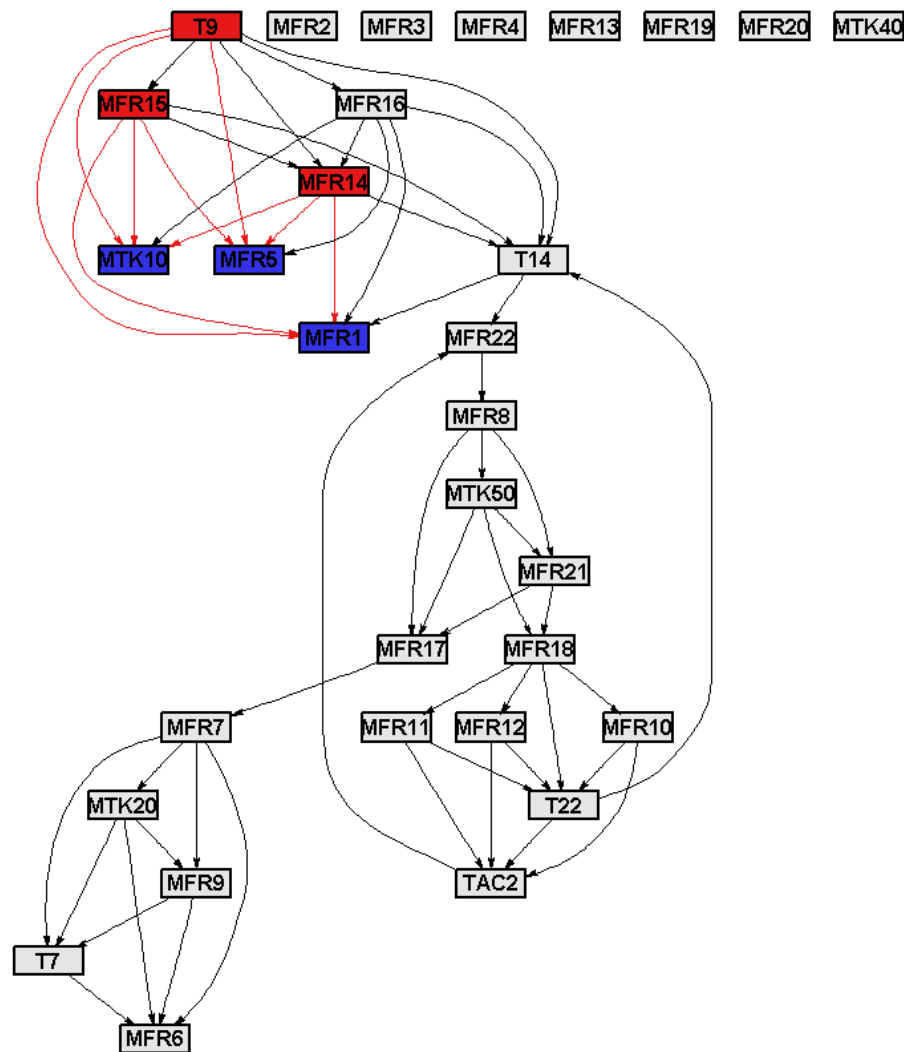 T9 MFR2 MFR3 MFR4 MFR13 MFR19 MFR20 MTK40
MFR15 MFR16
MFR14
MTK10 MFR5 T14
MFR1 MFR22
MFR8
MTK50
MFR21
MFR17 MFR18
MFR7 MFR11 MFR12 MFR10
MTK20 T22
MFR9 TAC2
T7
MFR6